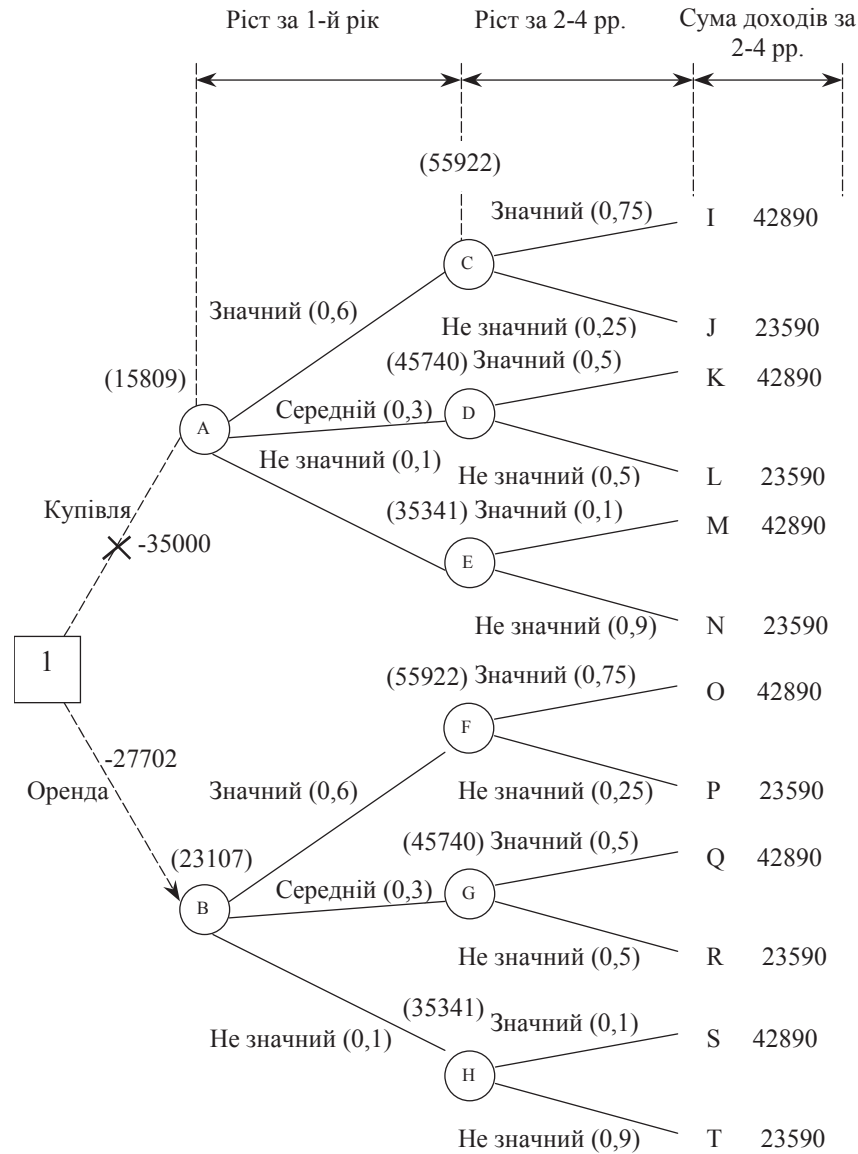 Ріст за 1-й рік
Ріст за 2-4 рр.
Сума доходів за
2-4 рр.
(55922)
Значний (0,75)
I 42890
C
Значний (0,6)
Не значний (0,25)
J 23590
(15809)
(45740) Значний (0,5)
K 42890
Середній (0,3)
D
A
Не значний (0,1)
Не значний (0,5)
L 23590
(35341) Значний (0,1)
M 42890
Купівля
-35000
E
Не значний (0,9)
N 23590
1
(55922) Значний (0,75)
O 42890
F
-27702
Оренда
Значний (0,6)
Не значний (0,25)
P 23590
(23107)
(45740) Значний (0,5)
Q 42890
Середній (0,3)
G
B
Не значний (0,5)
R 23590
(35341) Значний (0,1)
S 42890
Не значний (0,1)
H
Не значний (0,9)
T 23590